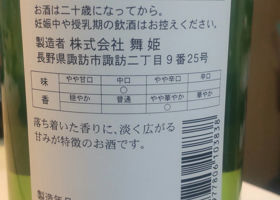 お酒は二十歳になってから。
妊娠中や授乳期の飲酒はお控えください。
製造者 株式会社 舞姫
長野県諏訪市諏訪二丁目9番25号
味 やや甘口 中口 やや辛口 辛口
○
香 穏やか 普通 やや華やか 華やか
○
落ち着いた香りに、淡く広がる
甘みが特徴のお酒です。
製造年月
977806103838